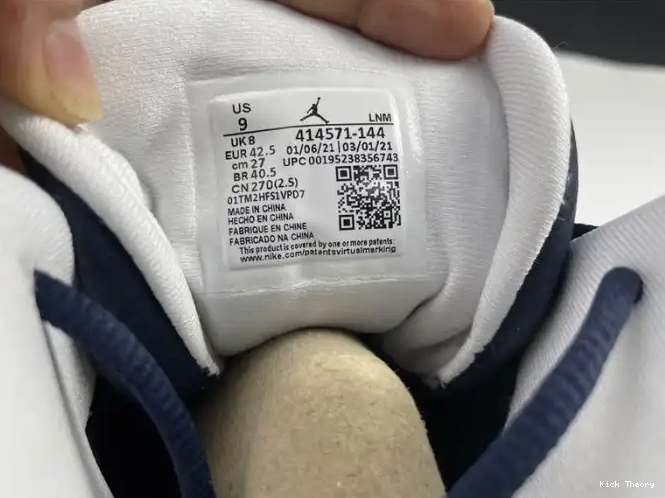 US
9 LNM
UK 8 414571-144
EUR 42.5 01/06/21 | 03/01/21
cm 27 UPC 00195238356743
BR 40.5
CN 270(2.5)
01TM2HFS1VPD7
MADE IN CHINA
HECHO EN CHINA
FABRIQUE EN CHINE
FABRICADO NA CHINA
This product is covered by one or more patents:
www.nike.com/patentsvirtualmarking
Kick Theory